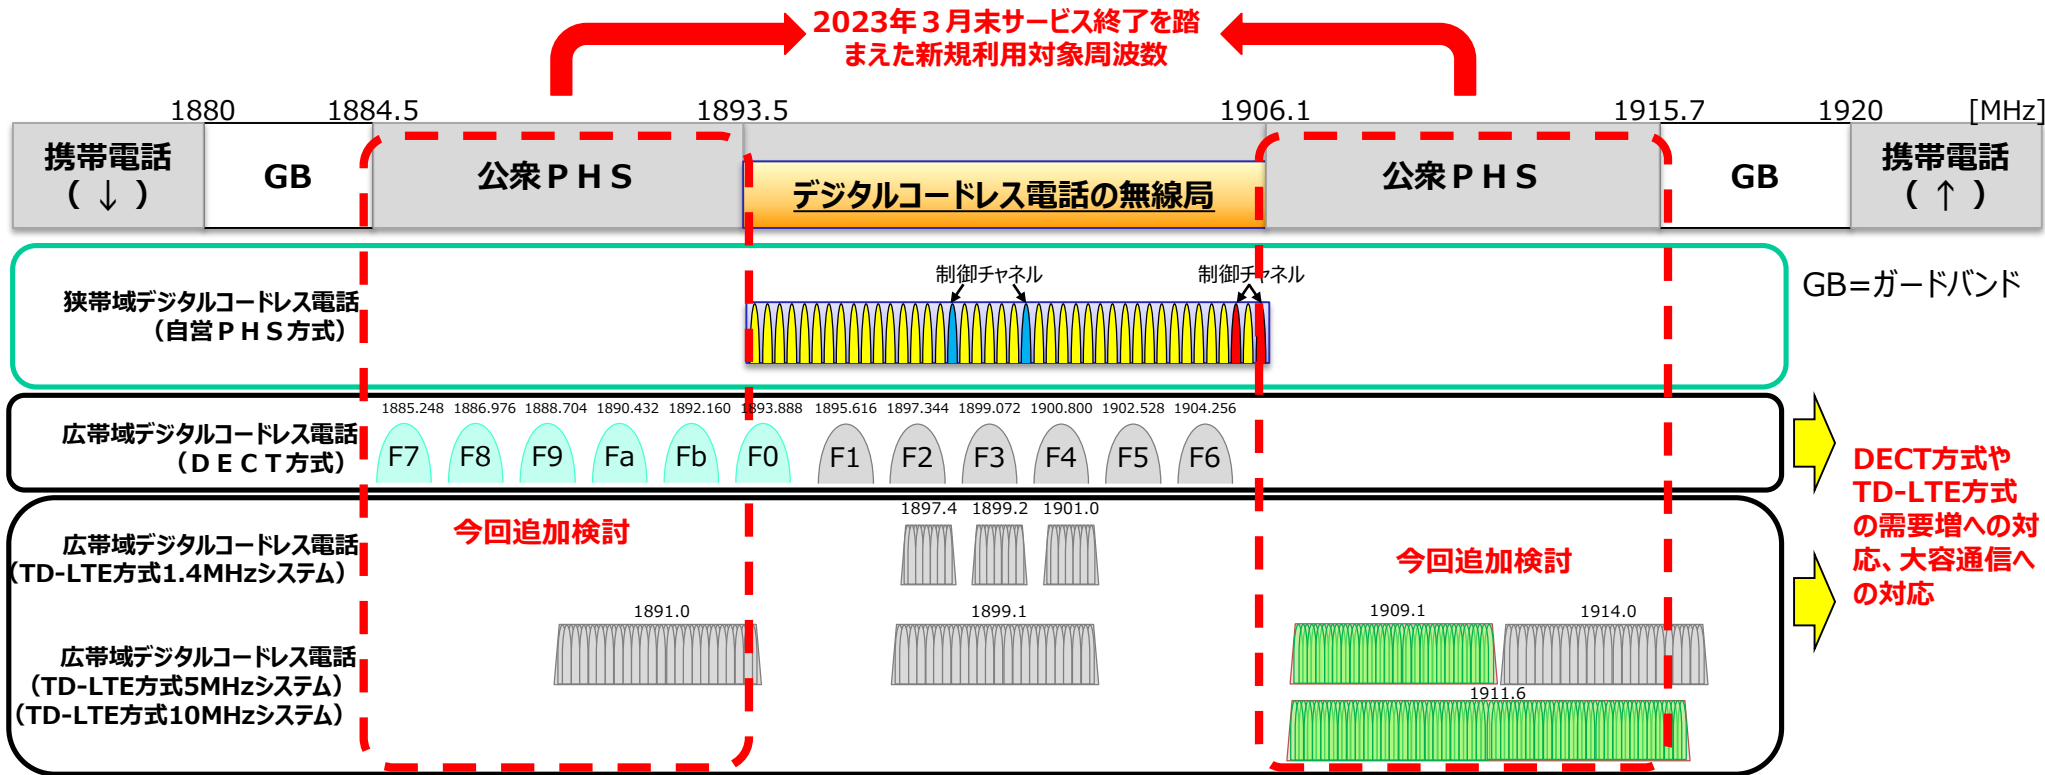 2023年３月末サービス終了を踏
まえた新規利用対象周波数
1880 1884.5 1893.5 1906.1 1915.7 1920 [MHz]
携帯電話
（ ↓ ）
GB
公衆ＰＨＳ
デジタルコードレス電話の無線局
公衆ＰＨＳ
GB
携帯電話
（ ↑ ）
GB=ガードバンド
狭帯域デジタルコードレス電話
（自営ＰＨＳ方式）
制御チャネル 制御チャネル
広帯域デジタルコードレス電話
（ＤＥＣＴ方式）
1885.248 1886.976 1888.704 1890.432 1892.160 1893.888 1895.616 1897.344 1899.072 1900.800 1902.528 1904.256
F7 F8 F9 Fa Fb F0 F1 F2 F3 F4 F5 F6
DECT方式や
TD-LTE方式
の需要増への対
応、大容通信へ
の対応
広帯域デジタルコードレス電話
（TD-LTE方式1.4MHzシステム）
今回追加検討
1897.4 1899.2 1901.0
今回追加検討
広帯域デジタルコードレス電話
（TD-LTE方式5MHzシステム）
（TD-LTE方式10MHzシステム）
1891.0 1899.1 1909.1 1914.0
1911.6